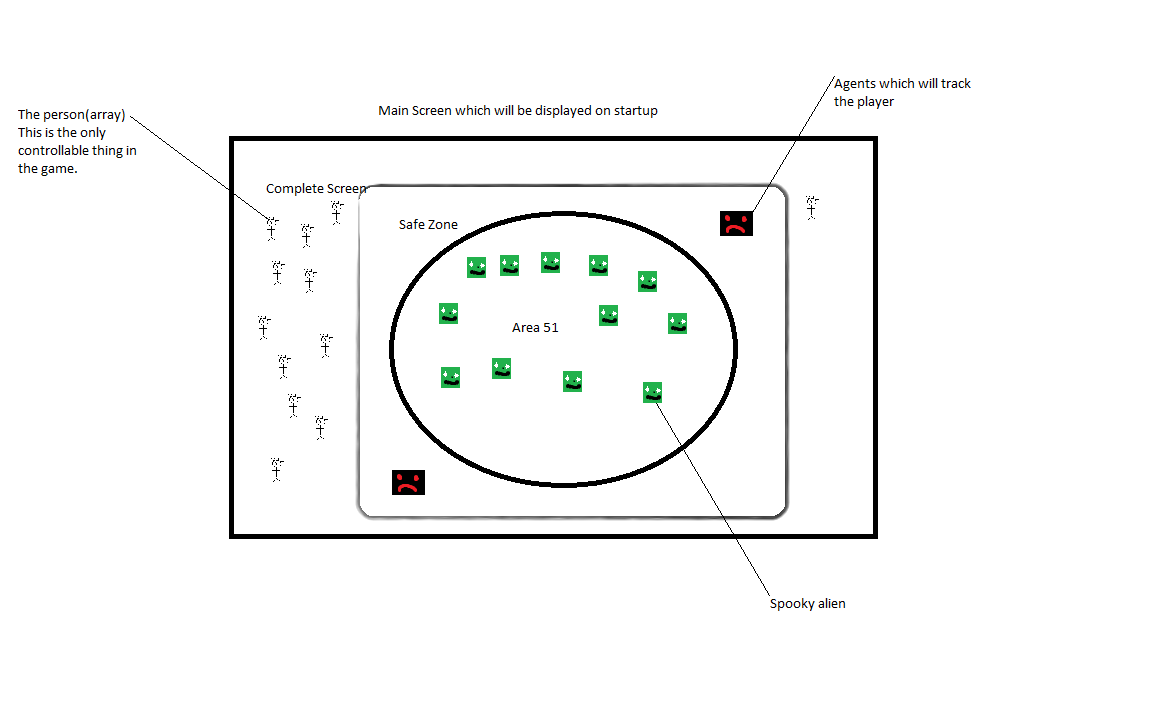 Agents which will track
the player
Main Screen which will be displayed on startup
The person(array)
This is the only
controllable thing in
the game.
Complete Screen
Safe Zone
Area 51
Spooky alien